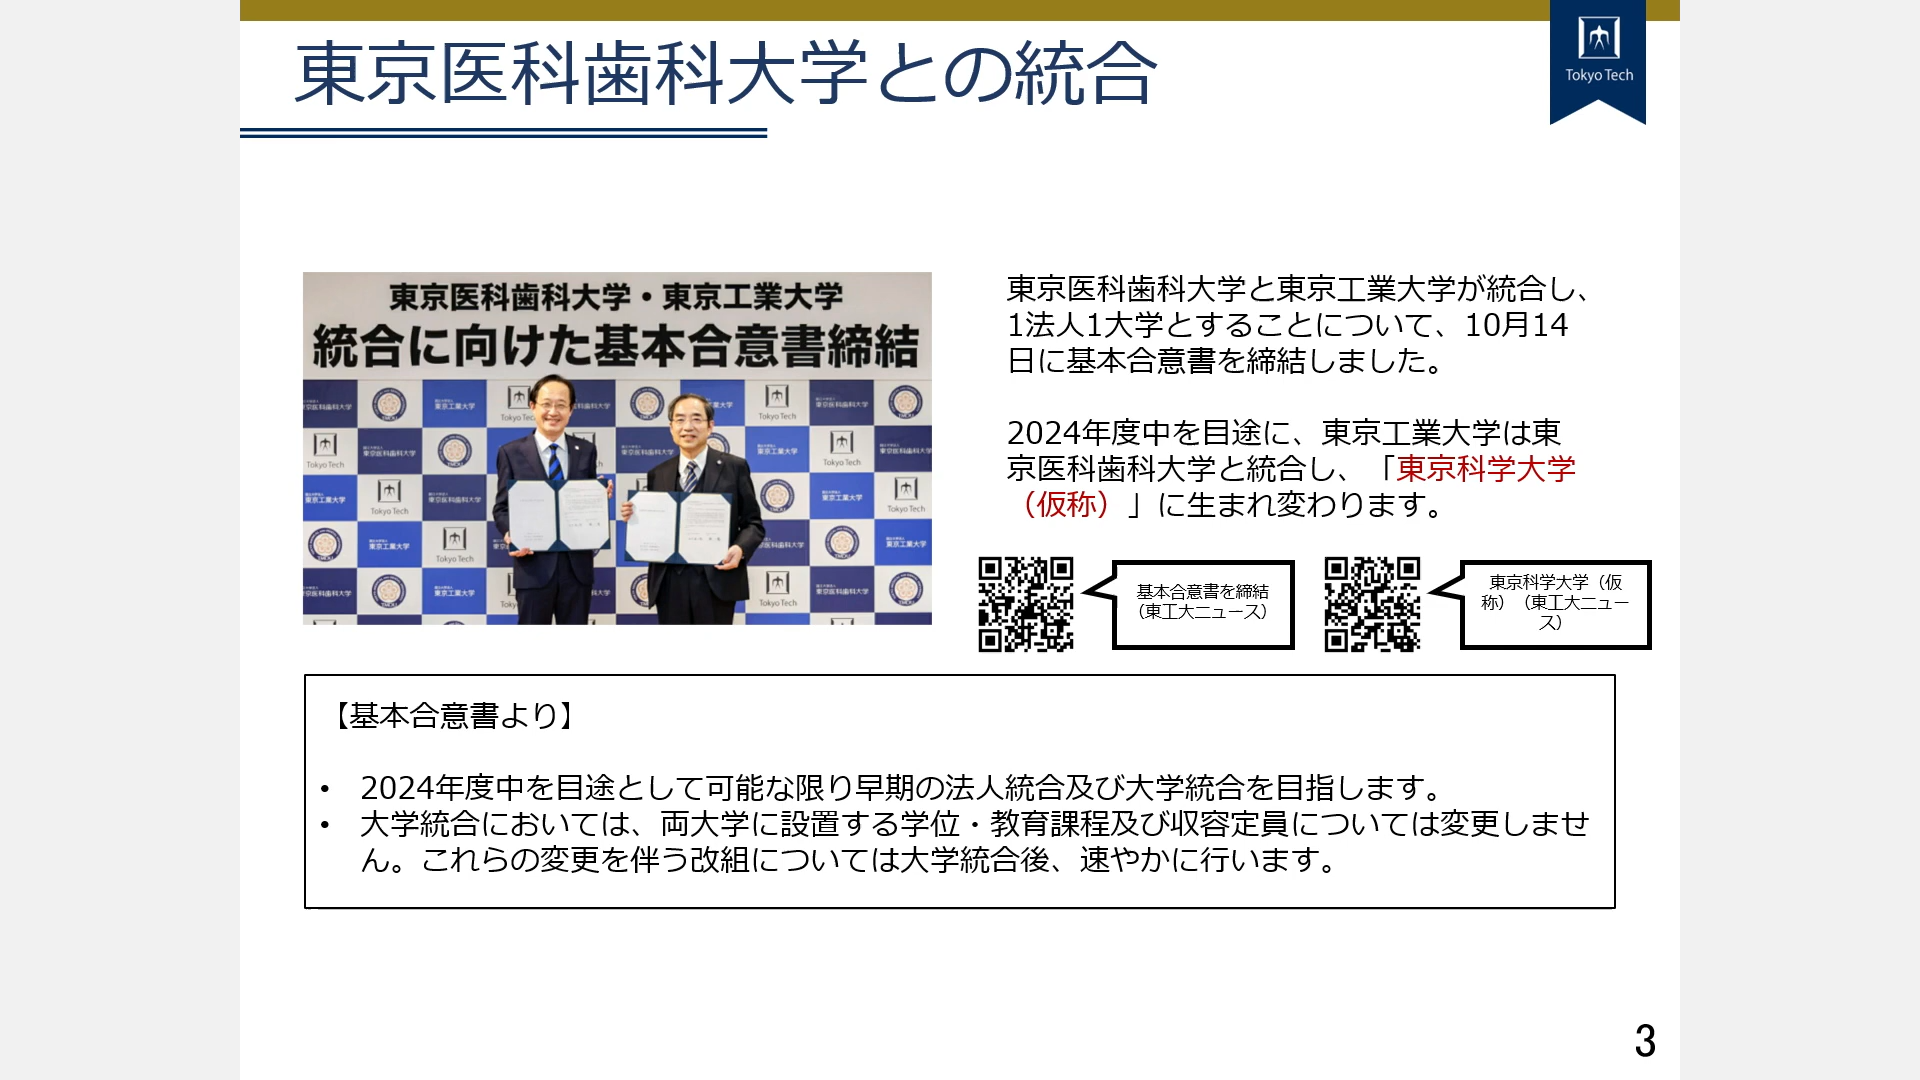 東京医科歯科大学との統合
Tokyo Tech
東京医科歯科大学・東京工業大学
統合に向けた基本合意書締結
東京医科歯科大学と東京工業大学が統合し、
1法人1大学とすることについて、10月14
日に基本合意書を締結しました。
2024年度中を目途に、東京工業大学は東
京医科歯科大学と統合し、「東京科学大学
（仮称）」に生まれ変わります。
基本合意書を締結
（東工大ニュース）
東京科学大学（仮
称）（東工大ニュー
ス）
【基本合意書より】
• 2024年度中を目途として可能な限り早期の法人統合及び大学統合を目指します。
• 大学統合においては、両大学に設置する学位・教育課程及び収容定員については変更しませ
ん。これらの変更を伴う改組については大学統合後、速やかに行います。
3